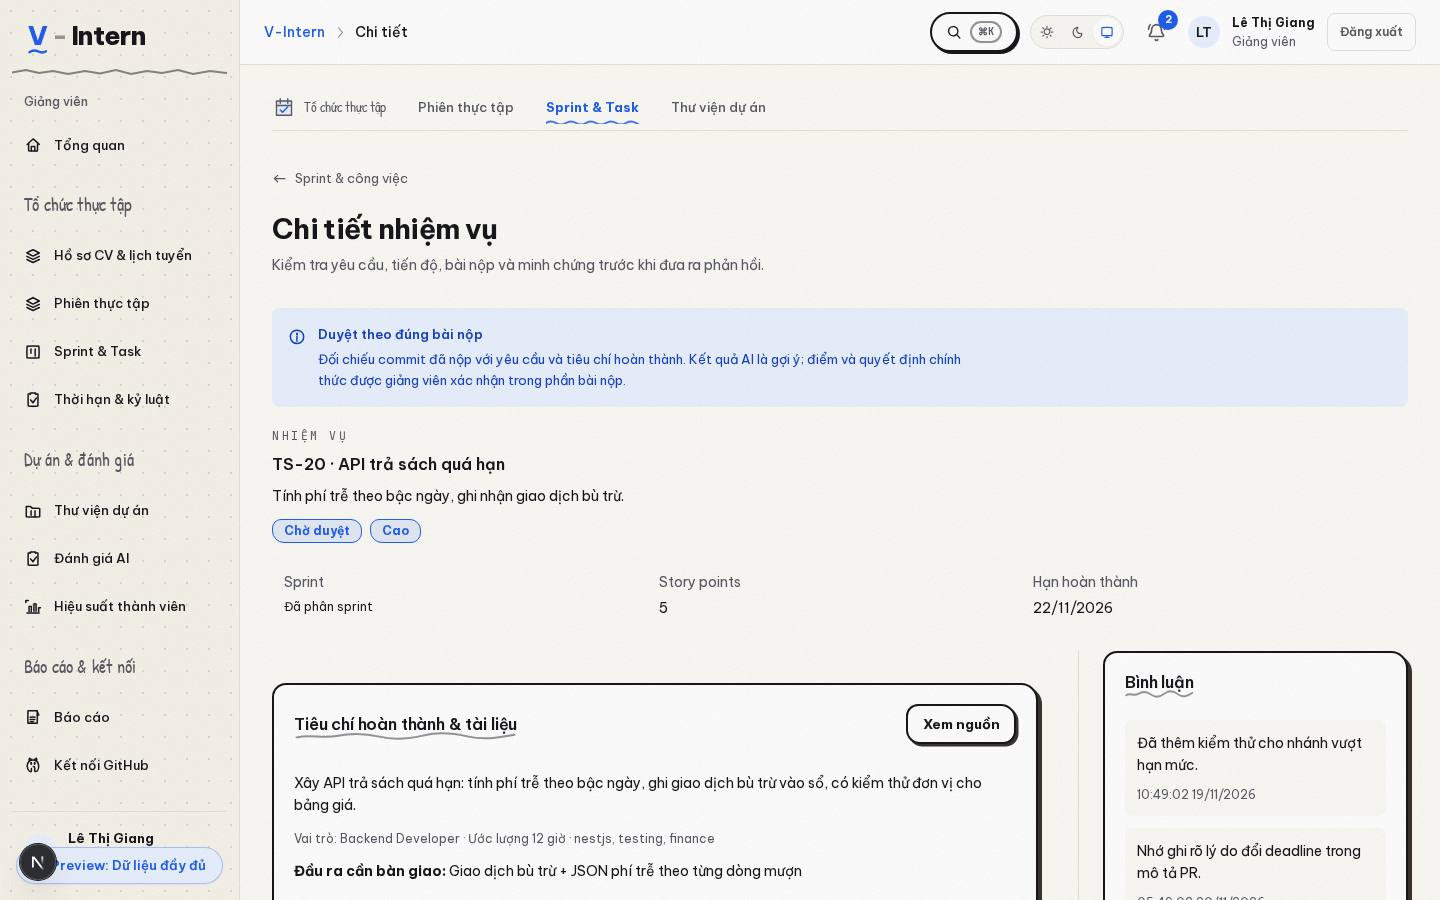 V - Intern
Giảng viên
Tổng quan
Tổ chức thực tập
Hồ sơ CV & lịch tuyển
Phiên thực tập
Sprint & Task
Thời hạn & kỷ luật
Dự án & đánh giá
Thư viện dự án
Đánh giá AI
Hiệu suất thành viên
Báo cáo & kết nối
Báo cáo
Kết nối GitHub
Lê Thị Giang
N
Preview: Dữ liệu đầy đủ
V-Intern > Chi tiết
⌘K
2
LT
Lê Thị Giang
Giảng viên
Đăng xuất
Tổ chức thực tập
Phiên thực tập
Sprint & Task
Thư viện dự án
← Sprint & công việc
Chi tiết nhiệm vụ
Kiểm tra yêu cầu, tiến độ, bài nộp và minh chứng trước khi đưa ra phản hồi.
Duyệt theo đúng bài nộp
Đối chiếu commit đã nộp với yêu cầu và tiêu chí hoàn thành. Kết quả AI là gợi ý; điểm và quyết định chính
thức được giảng viên xác nhận trong phần bài nộp.
NHIỆM VỤ
TS-20 · API trả sách quá hạn
Tính phí trễ theo bậc ngày, ghi nhận giao dịch bù trừ.
Chờ duyệt
Cao
Sprint
Đã phân sprint
Story points
5
Hạn hoàn thành
22/11/2026
Tiêu chí hoàn thành & tài liệu
Xem nguồn
Xây API trả sách quá hạn: tính phí trễ theo bậc ngày, ghi giao dịch bù trừ vào sổ, có kiểm thử đơn vị cho
bảng giá.
Vai trò: Backend Developer · Ước lượng 12 giờ · nestjs, testing, finance
Đầu ra cần bàn giao: Giao dịch bù trừ + JSON phí trễ theo từng dòng mượn
Bình luận
Đã thêm kiểm thử cho nhánh vượt
hạn mức.
10:49:02 19/11/2026
Nhớ ghi rõ lý do đổi deadline trong
mô tả PR.